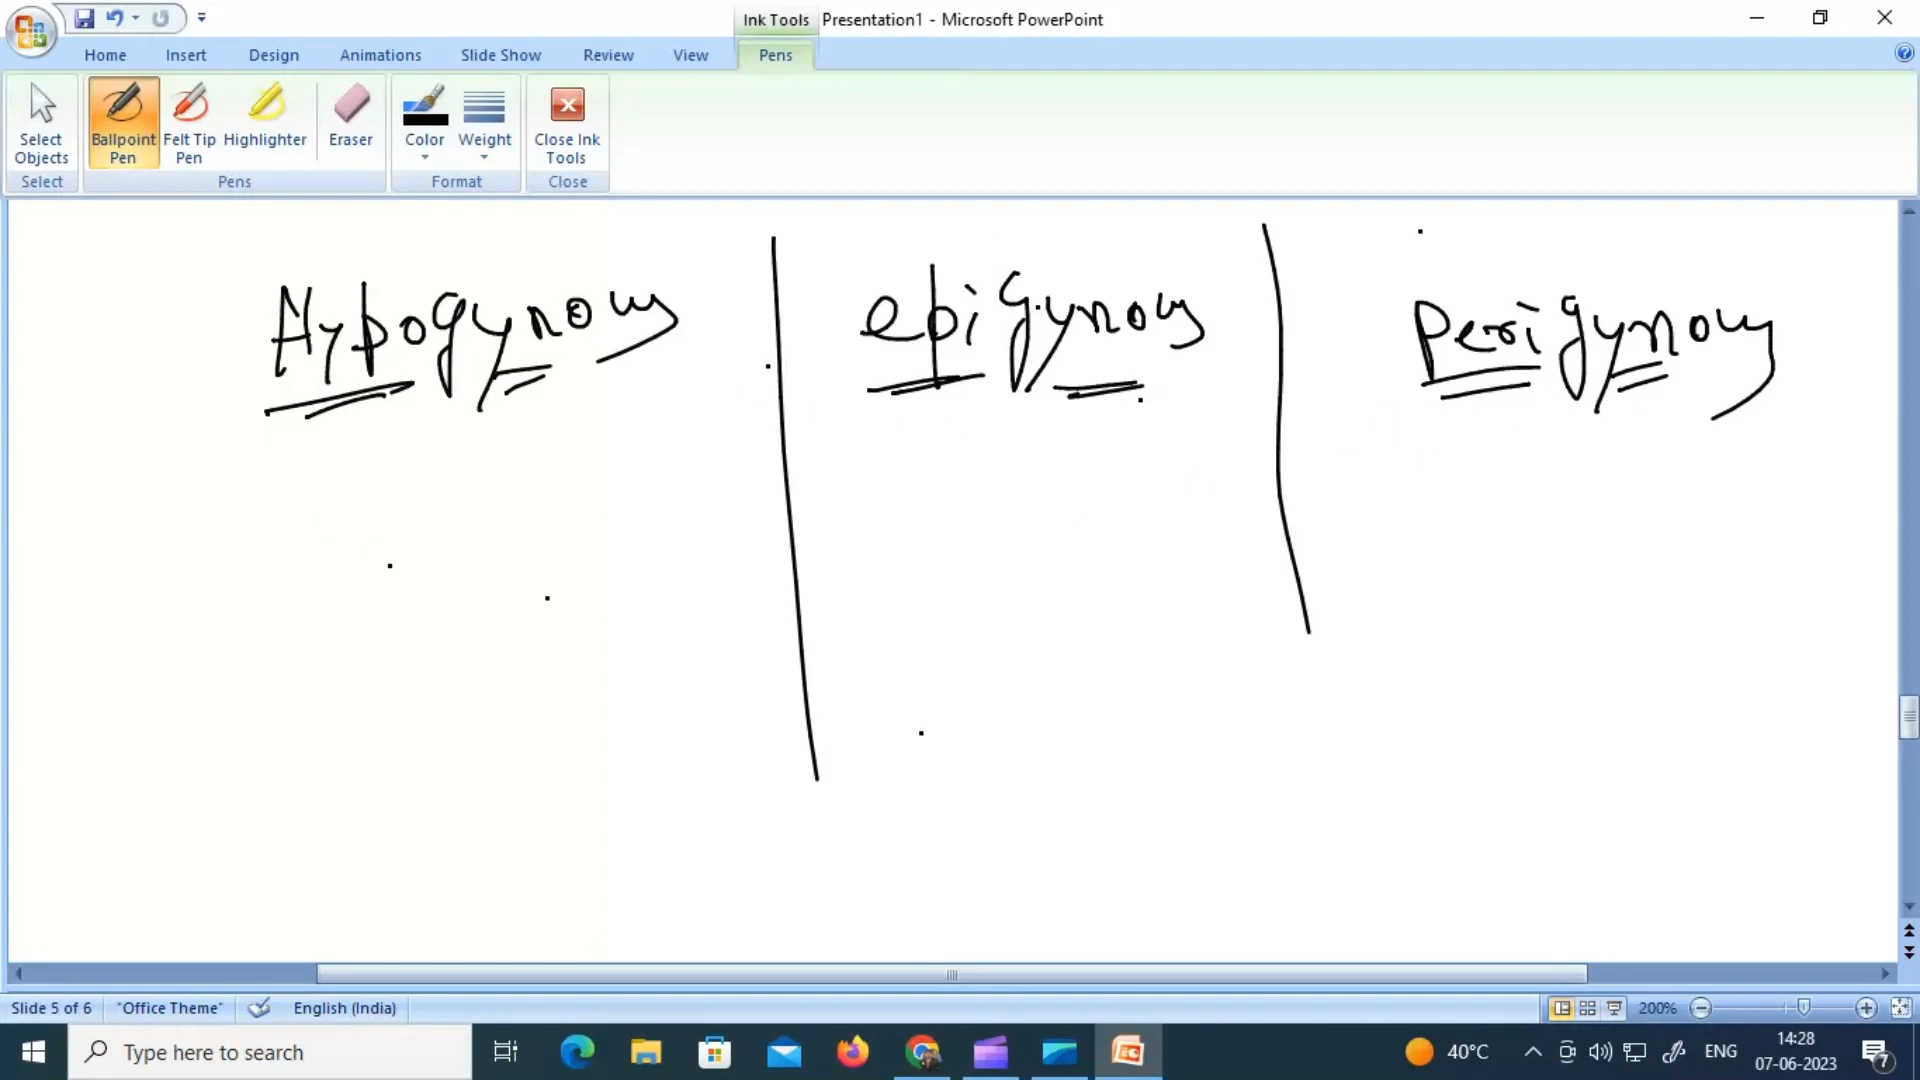 Ink Tools Presentation1 - Microsoft PowerPoint
Home Insert Design Animations Slide Show Review View Pens
Select Objects
Ballpoint Pen
Felt Tip Pen
Highlighter
Eraser
Color
Weight
Close Ink Tools
Select Pens Format Close
Hypogynous epigynous Perigynous
Slide 5 of 6 "Office Theme" English (India) 200%
Type here to search 40°C ENG 14:28
07-06-2023 7